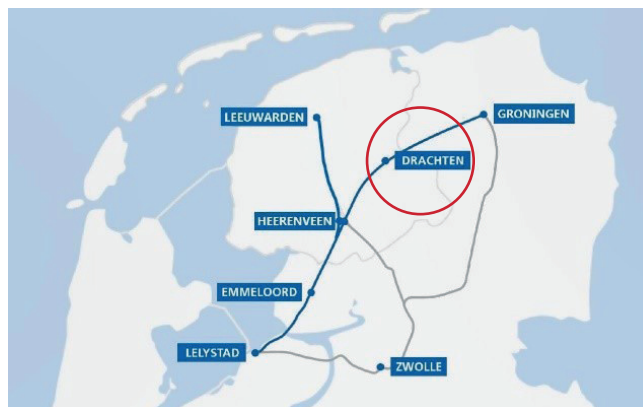 LEEUWARDEN
GRONINGEN
DRACHTEN
HEERENVEEN
EMMELOORD
LELYSTAD
ZWOLLE